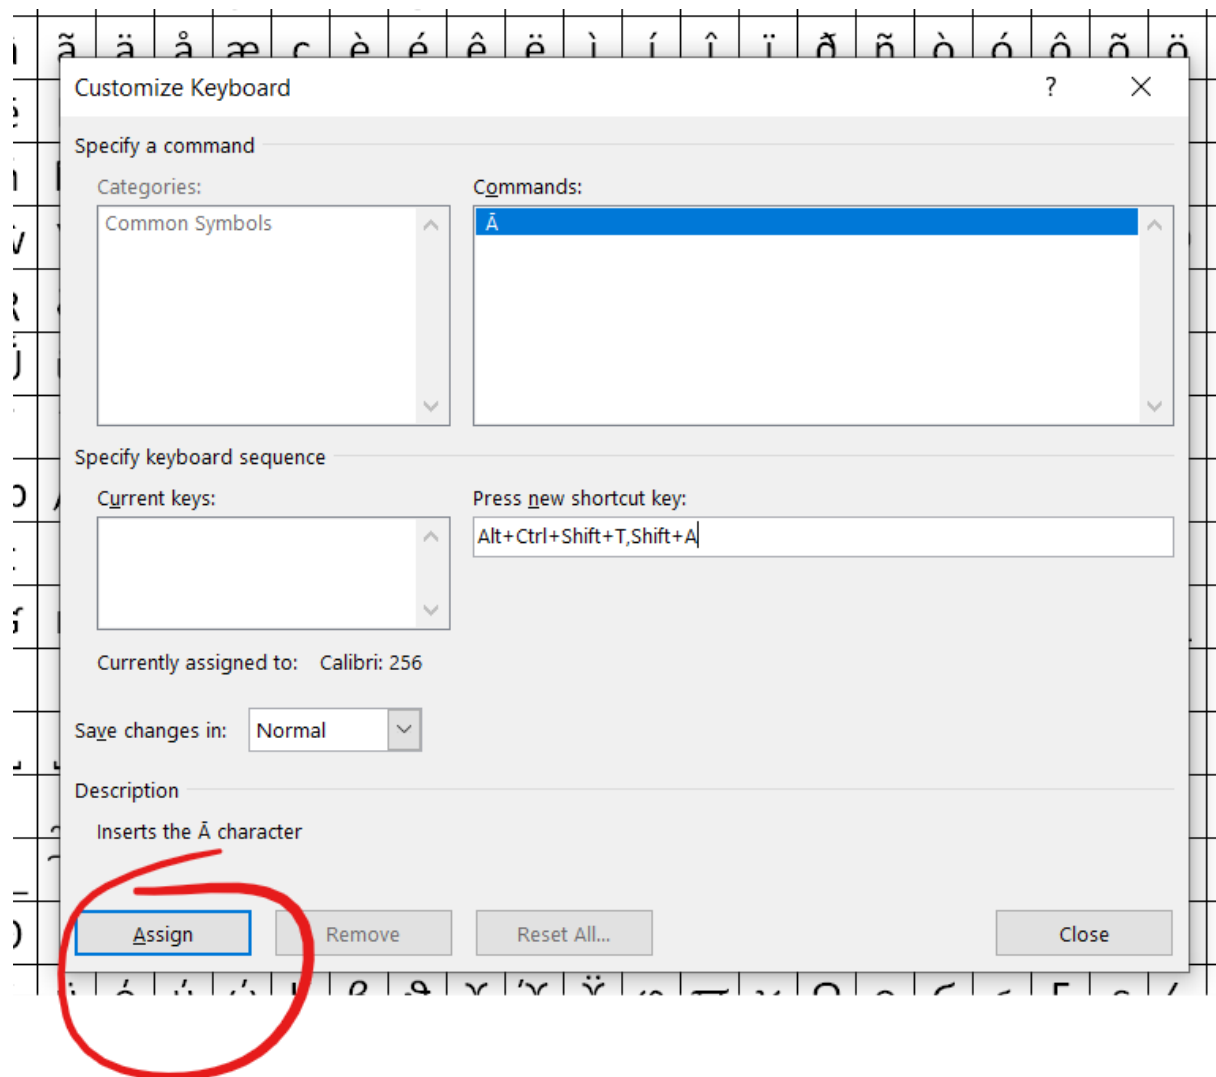 ã ä å æ ç è é ê ë ì í î ï ð ñ ò ó ô õ ö
Customize Keyboard ?
Specify a command
Categories: Commands:
Common Symbols Ā
Specify keyboard sequence
Current keys: Press new shortcut key:
Alt+Ctrl+Shift+T,Shift+A
Currently assigned to: Calibri: 256
Save changes in: Normal
Description
Inserts the Ā character
Assign Remove Reset All... Close